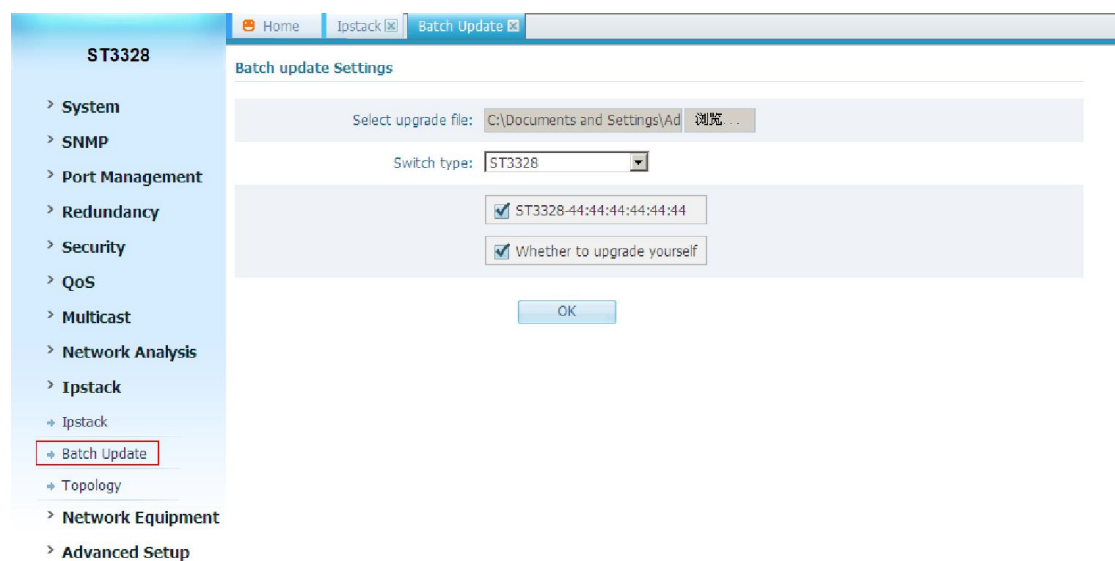 ST3328
Home Ipstack Batch Update
Batch update Settings
System
SNMP
Port Management
Redundancy
Security
QoS
Multicast
Network Analysis
Ipstack
Ipstack
Batch Update
Topology
Network Equipment
Advanced Setup
Select upgrade file: C:\Documents and Settings\Ad 浏览...
Switch type: ST3328
ST3328-44:44:44:44:44:44
Whether to upgrade yourself
OK